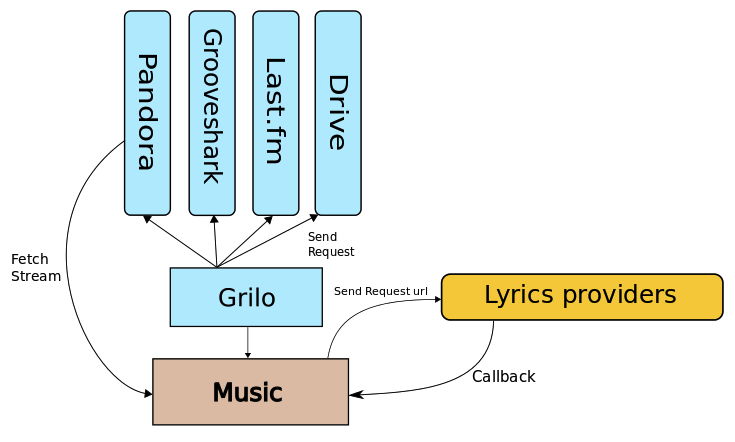 Pandora
Grooveshark
Last.fm
Drive
Send
Request
Fetch
Stream
Grilo
Send Request url
Lyrics providers
Music
Callback